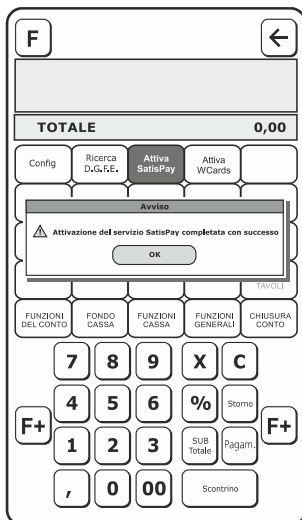 F
TOTALE 0,00
Config Ricerca D.G.F.E. Attiva SatisPay Attiva WCards
Avviso
Attivazione del servizio SatisPay completata con successo
OK
TAVOLI
FUNZIONI DEL CONTO FONDO CASSA FUNZIONI CASSA FUNZIONI GENERALI CHIUSURA CONTO
7 8 9 X C
4 5 6 % Storno
F+ F+
1 2 3 SUB Totale Pagam.
, 0 00 Scontrino